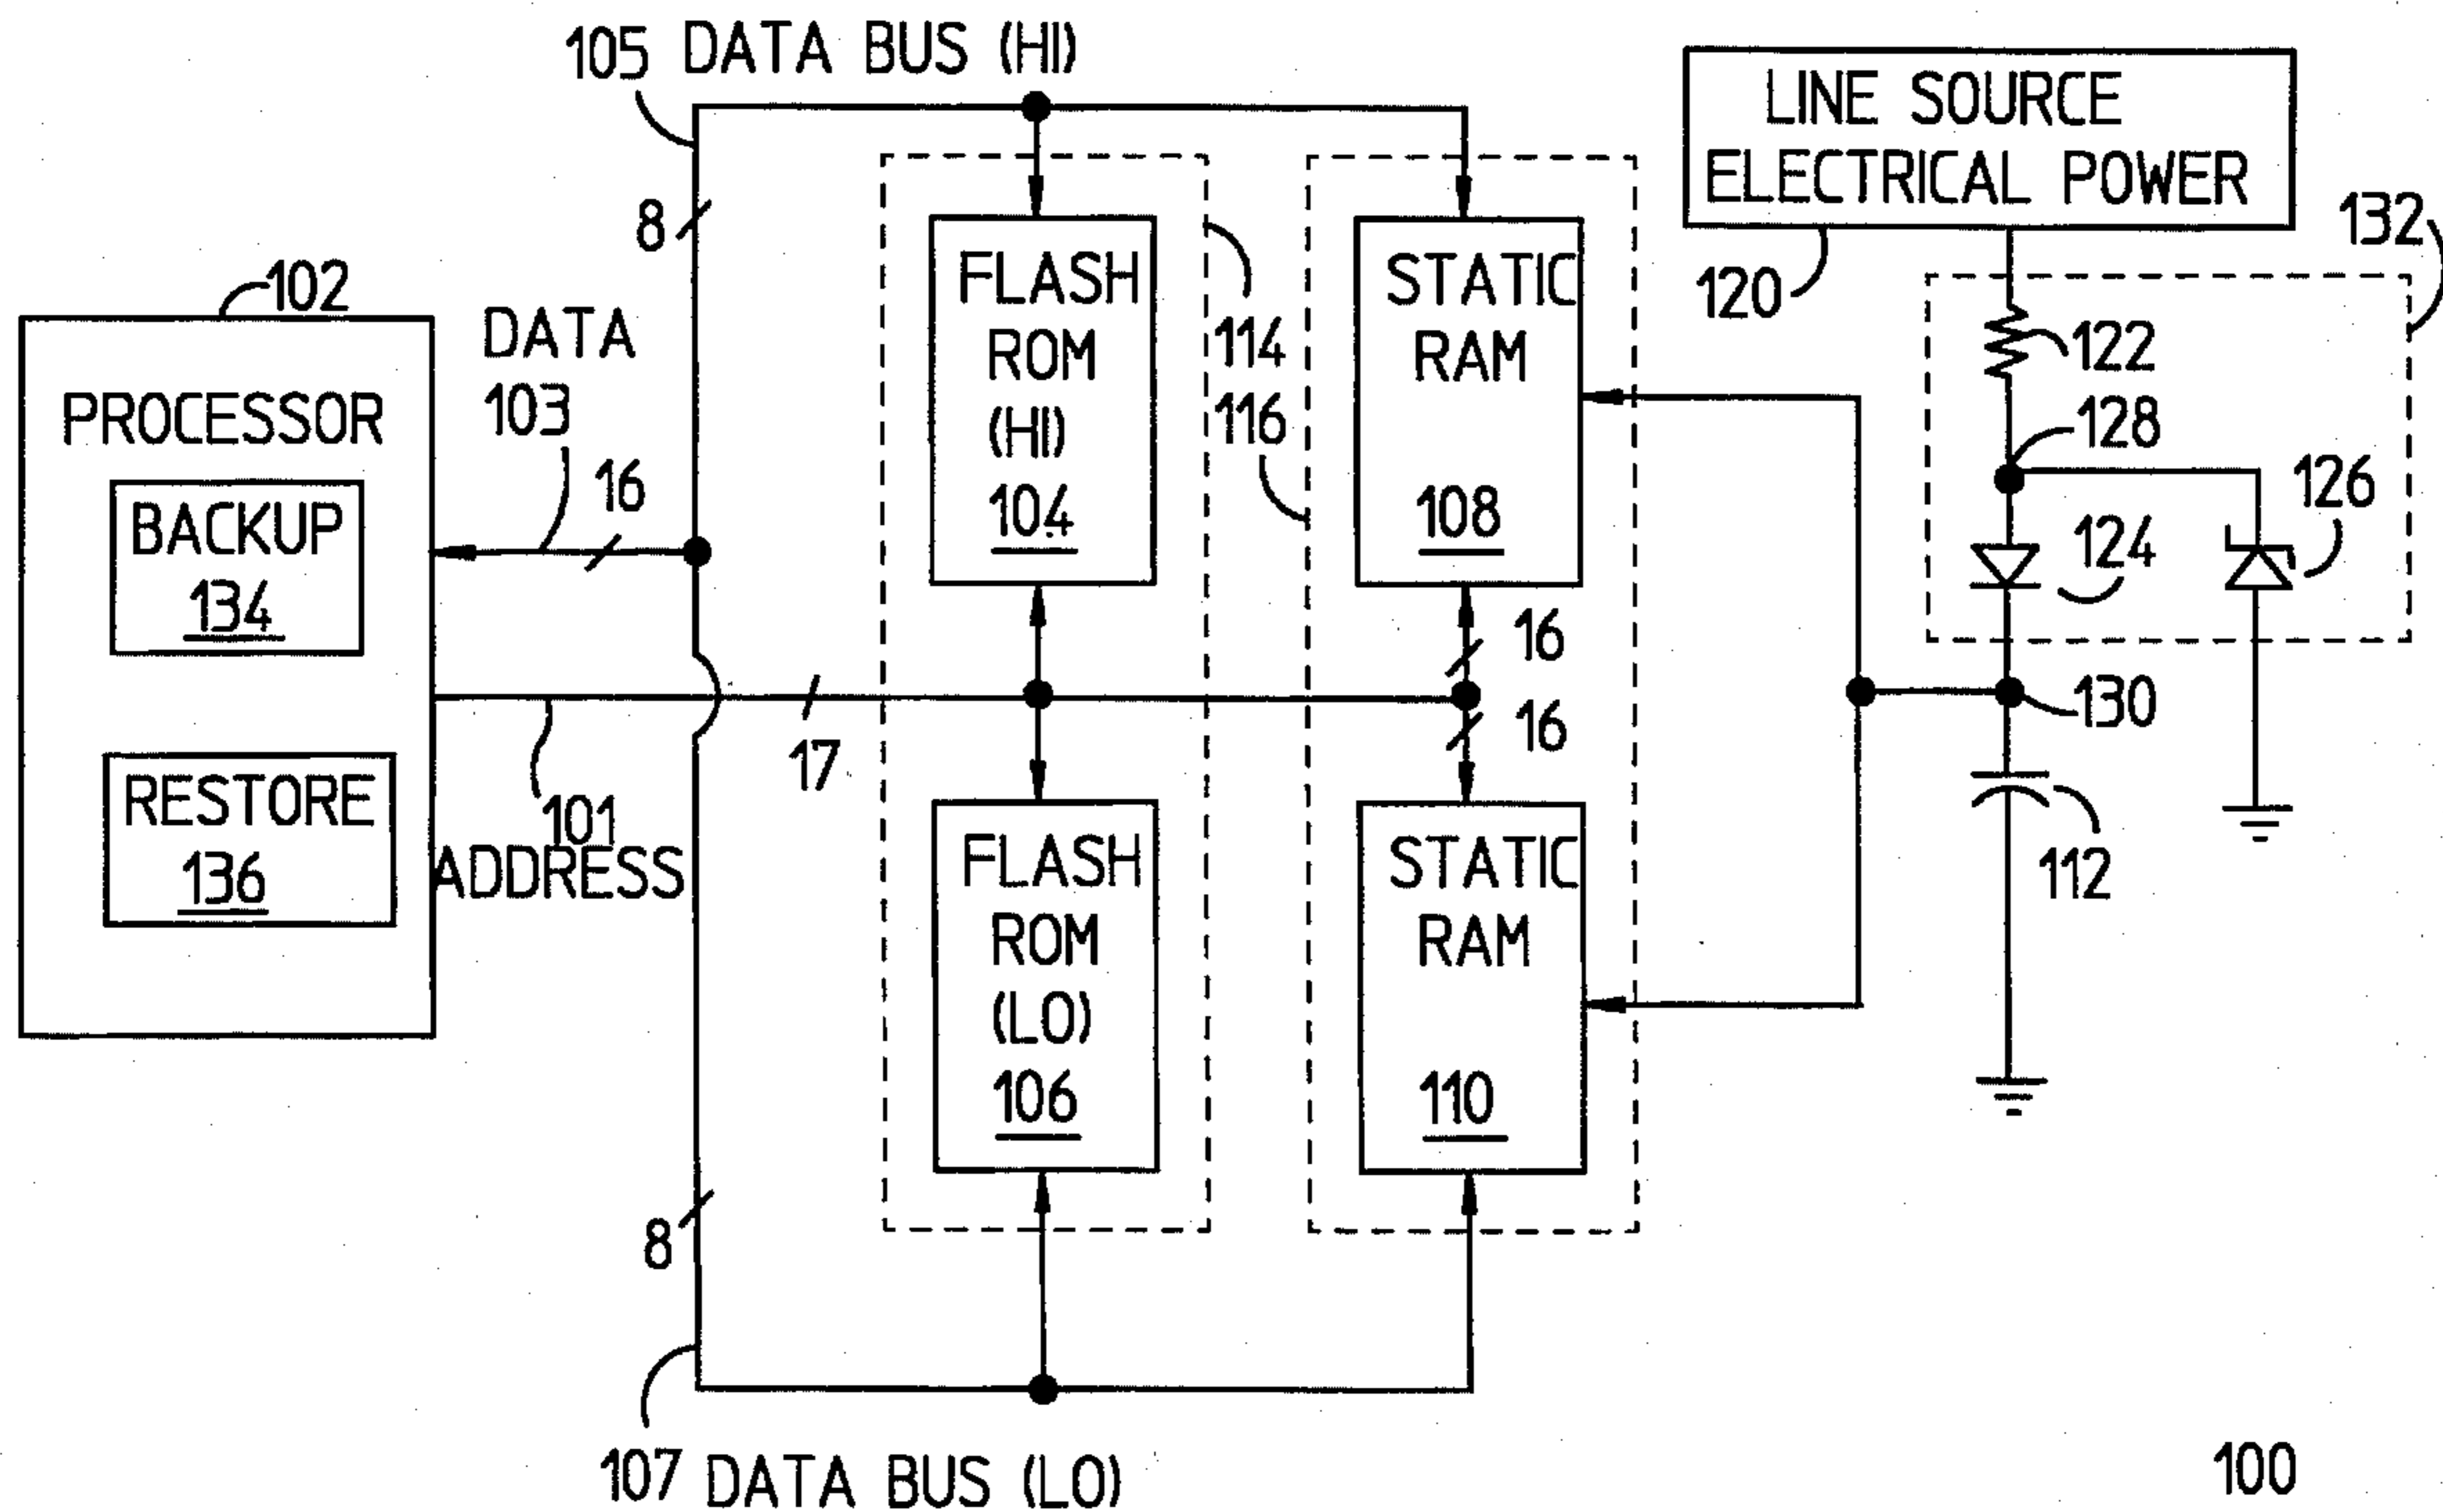 105 DATA BUS (HI)
LINE SOURCE
ELECTRICAL POWER
132
120
8
102
DATA
103
16
PROCESSOR
BACKUP
134
RESTORE
136
101
ADDRESS
17
FLASH
ROM
(HI)
104
114
116
STATIC
RAM
108
16
16
122
128
126
124
130
112
FLASH
ROM
(LO)
106
STATIC
RAM
110
8
107 DATA BUS (LO)
100